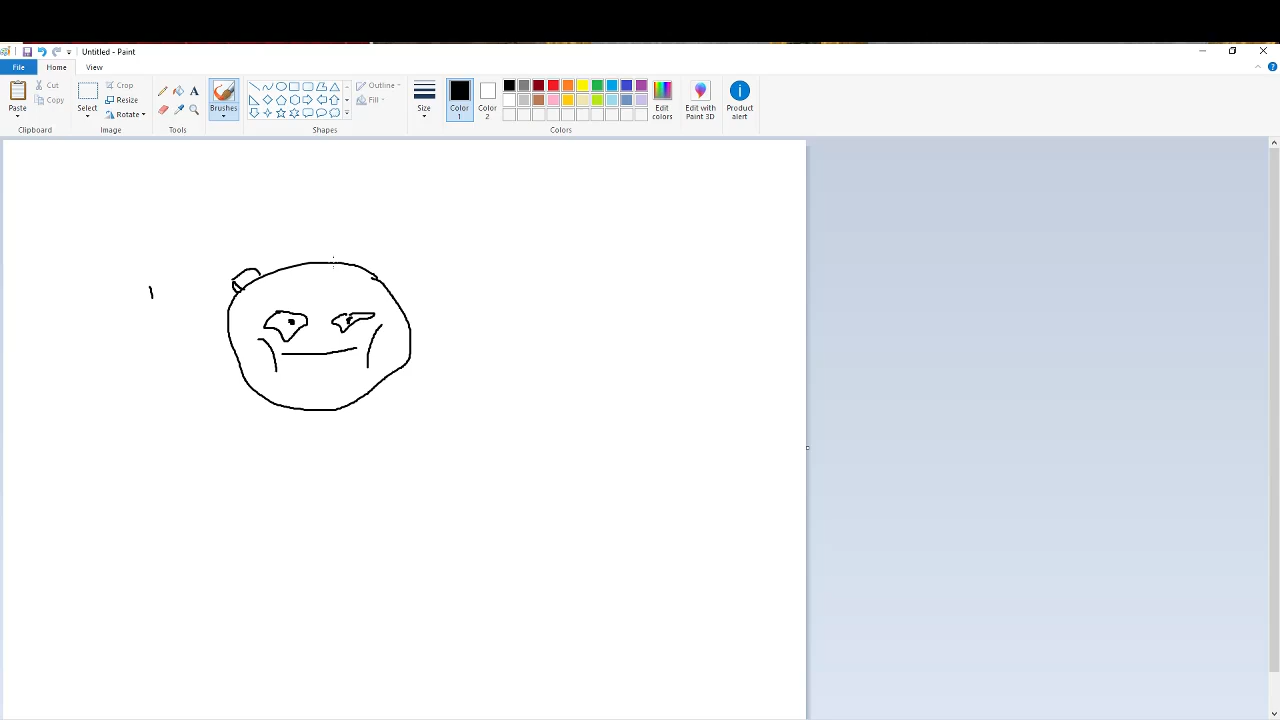 Untitled - Paint
File Home View
Paste
Cut
Copy
Clipboard
Select
Crop
Resize
Rotate
Image
A
Tools
Brushes
Shapes
Outline
Fill
Size
Color 1
Color 2
Colors
Edit colors
Edit with Paint 3D
Product alert